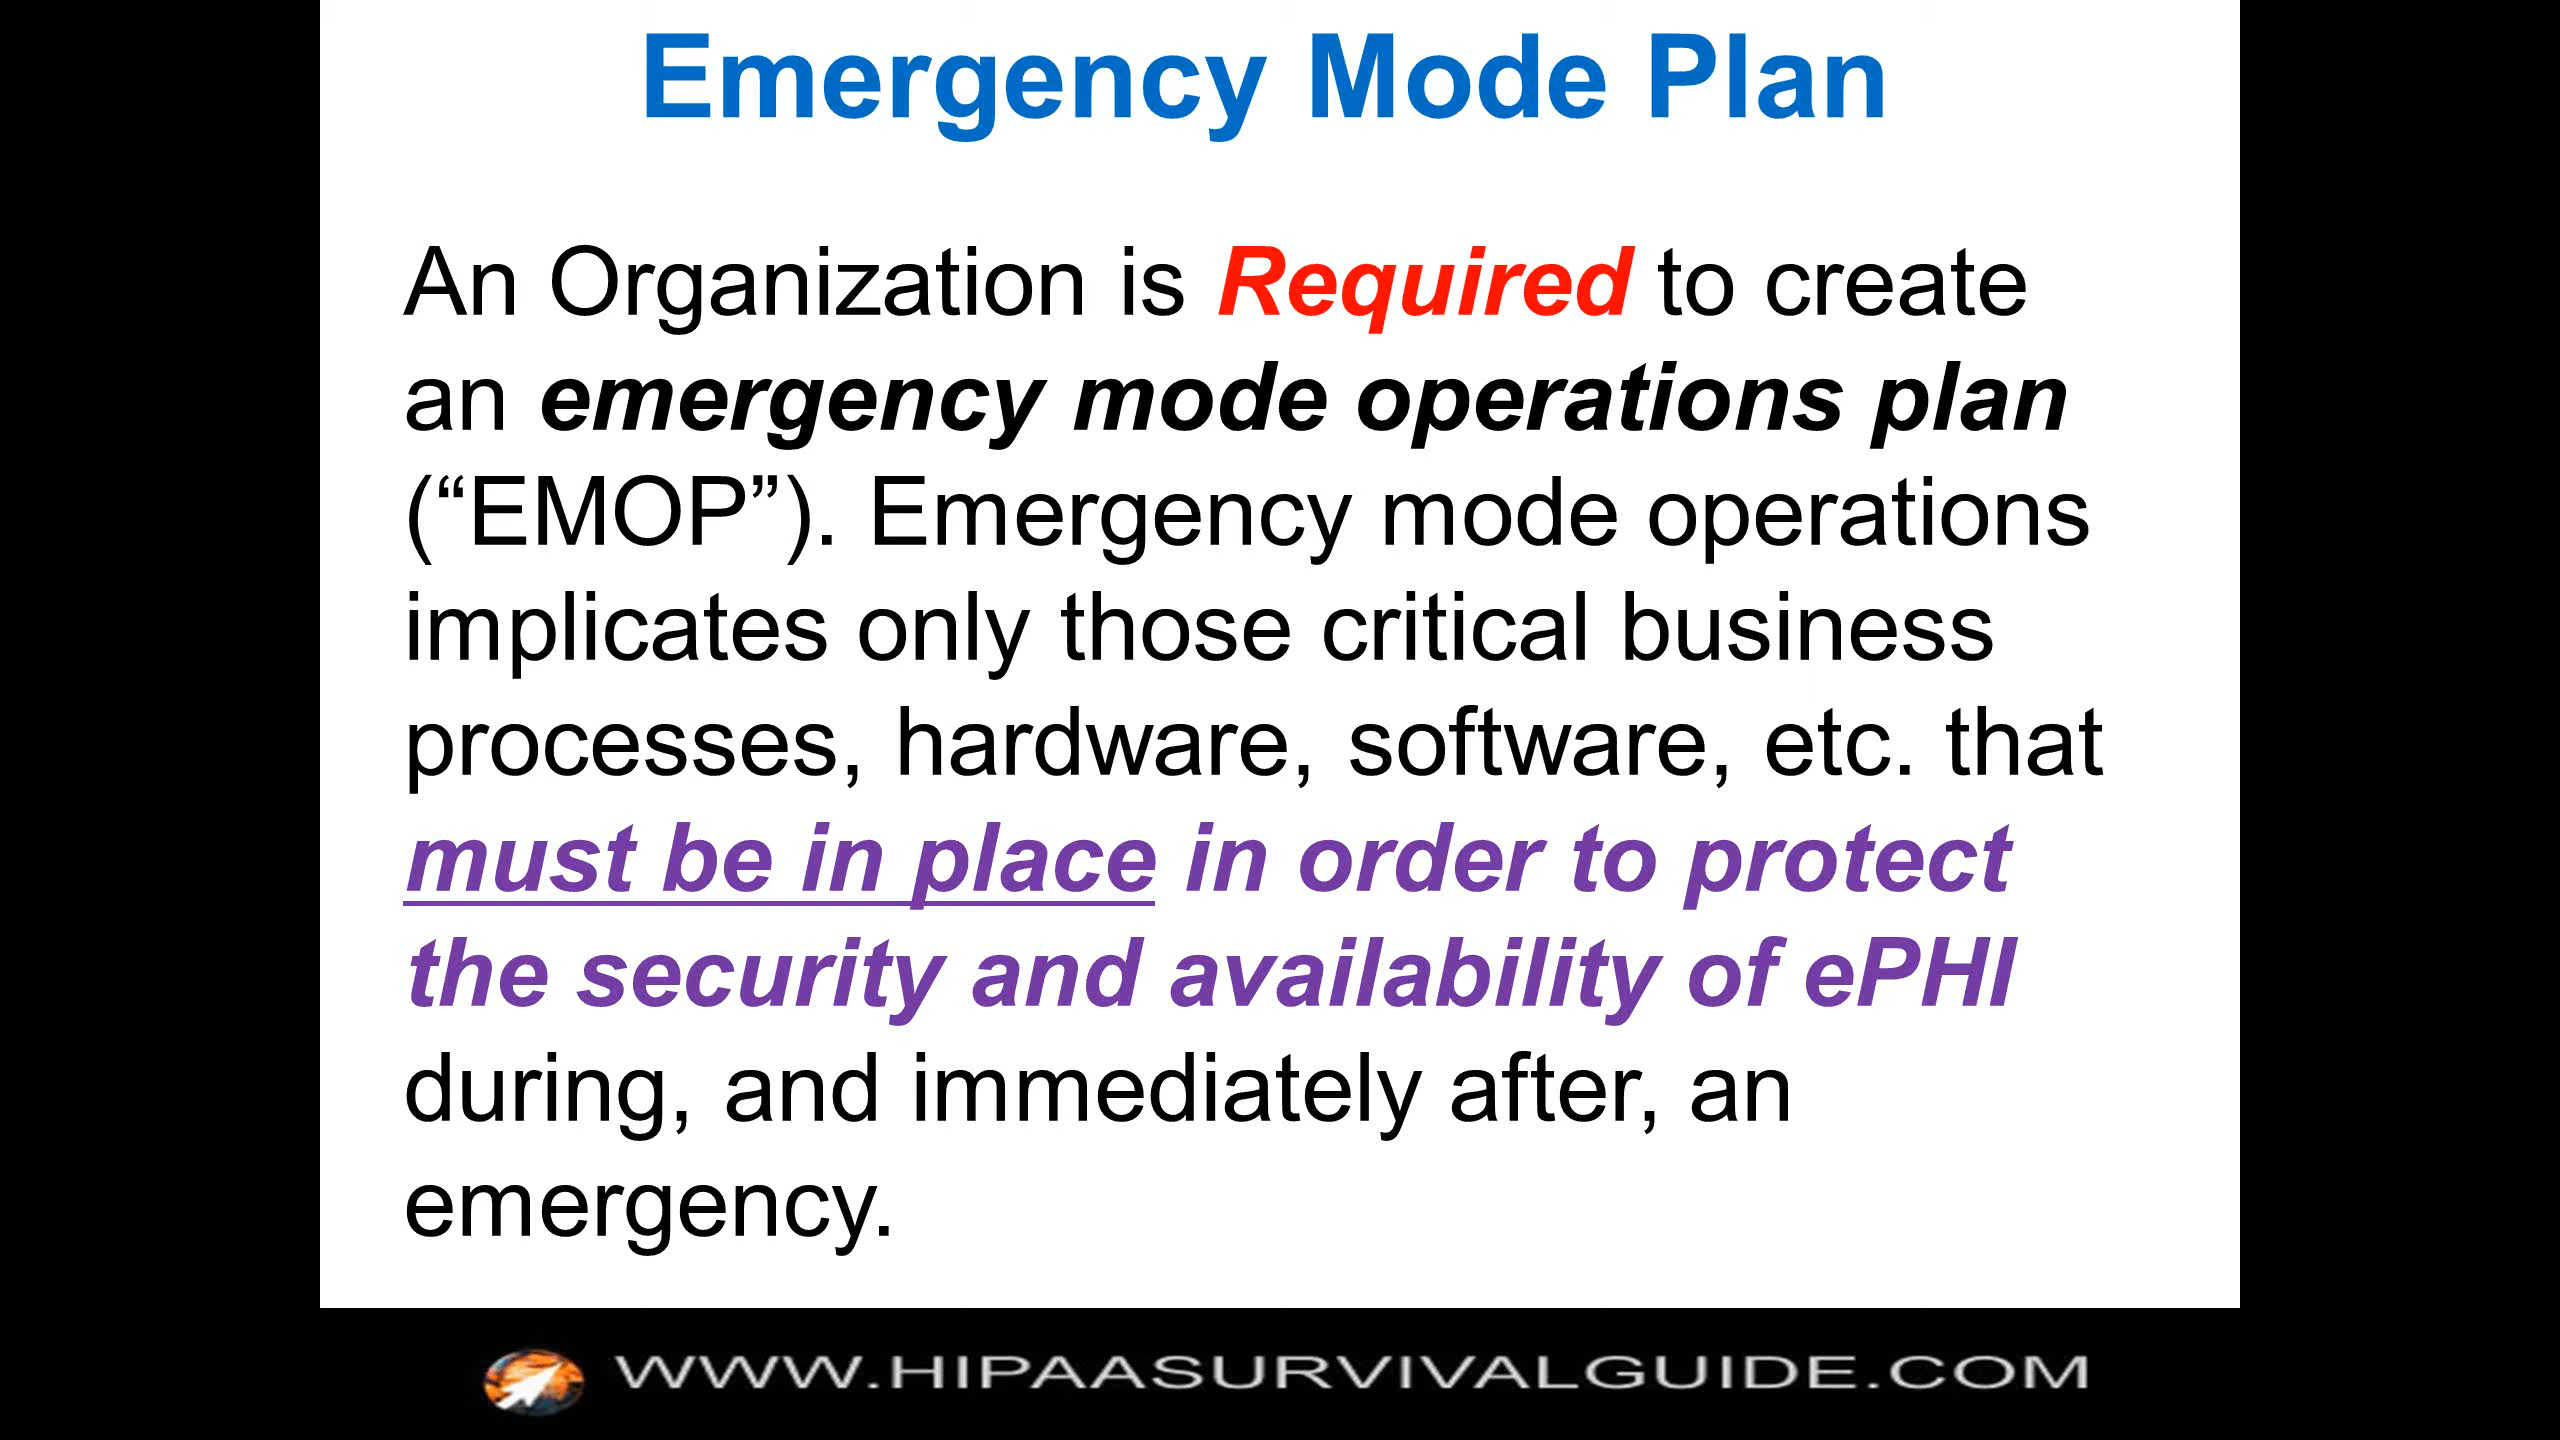 Emergency Mode Plan
An Organization is Required to create
an emergency mode operations plan
(“EMOP”). Emergency mode operations
implicates only those critical business
processes, hardware, software, etc. that
must be in place in order to protect
the security and availability of ePHI
during, and immediately after, an
emergency.
WWW.HIPAASURVIVALGUIDE.COM